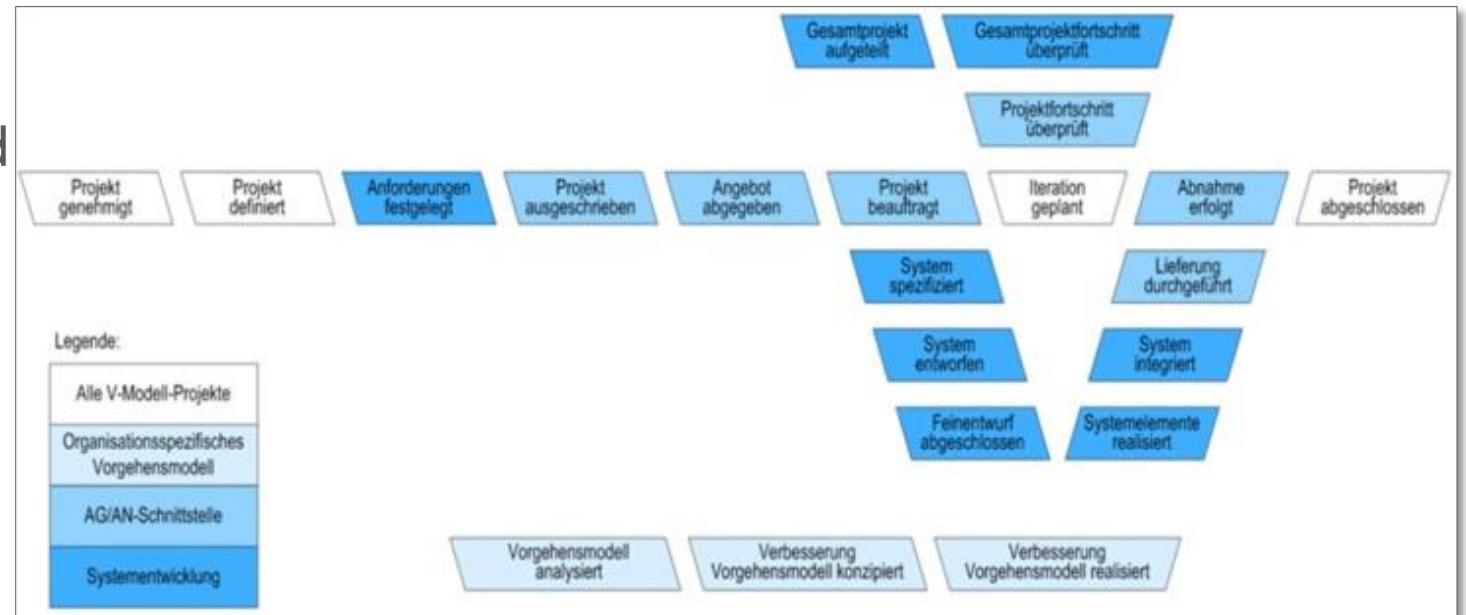 Gesamtprojekt
aufgeteilt
Gesamtprojektfortschritt
überprüft
Projektfortschritt
überprüft
Projekt
genehmigt
Projekt
definiert
Anforderungen
festgelegt
Projekt
ausgeschrieben
Angebot
abgegeben
Projekt
beauftragt
Iteration
geplant
Abnahme
erfolgt
Projekt
abgeschlossen
System
spezifiziert
Lieferung
durchgeführt
System
entworfen
System
integriert
Feinentwurf
abgeschlossen
Systemelemente
realisiert
Legende:
Alle V-Modell-Projekte
Organisationsspezifisches
Vorgehensmodell
AG/AN-Schnittstelle
Systementwicklung
Vorgehensmodell
analysiert
Verbesserung
Vorgehensmodell konzipiert
Verbesserung
Vorgehensmodell realisiert